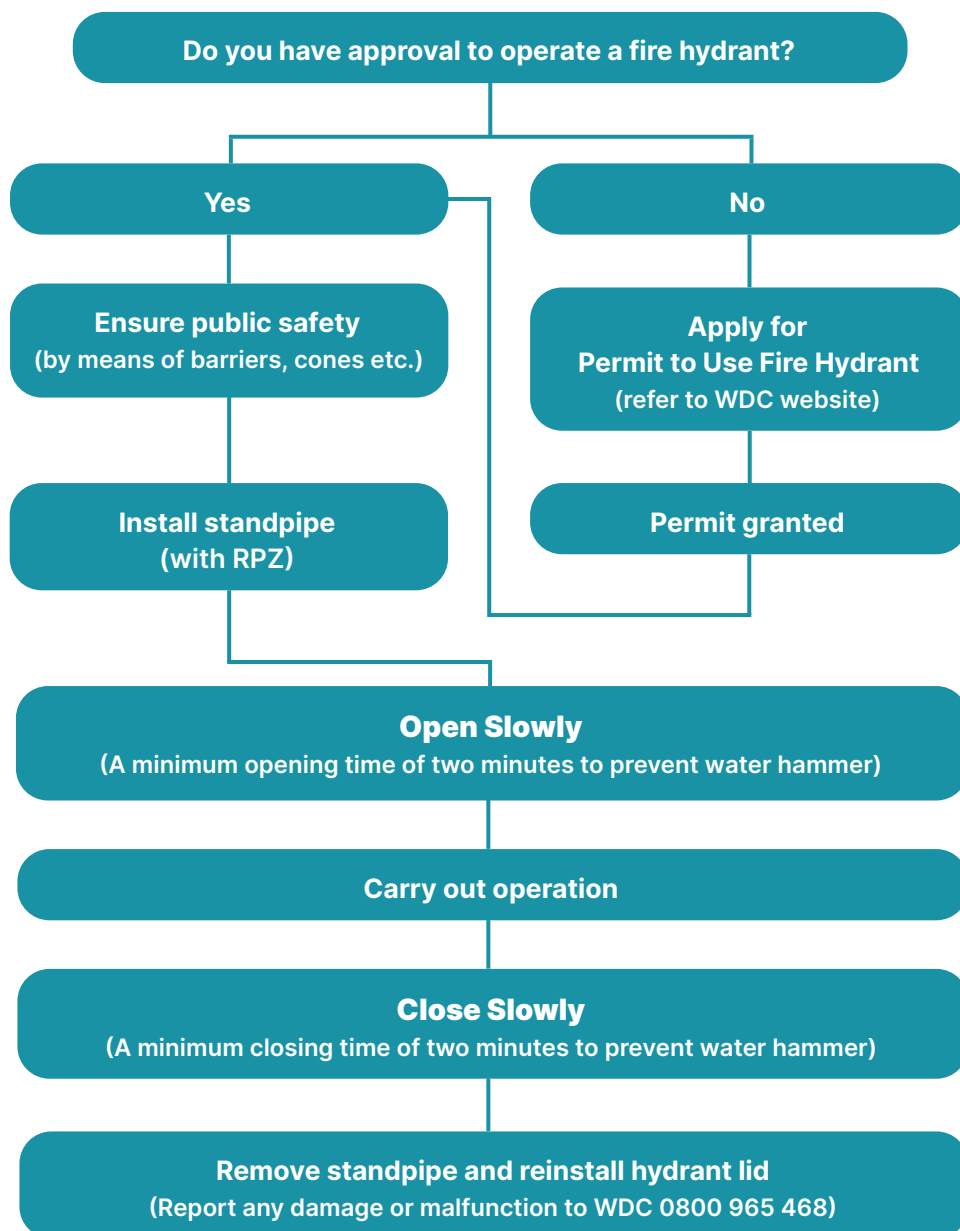 Do you have approval to operate a fire hydrant?
Yes
No
Ensure public safety
(by means of barriers, cones etc.)
Apply for
Permit to Use Fire Hydrant
(refer to WDC website)
Install standpipe
(with RPZ)
Permit granted
Open Slowly
(A minimum opening time of two minutes to prevent water hammer)
Carry out operation
Close Slowly
(A minimum closing time of two minutes to prevent water hammer)
Remove standpipe and reinstall hydrant lid
(Report any damage or malfunction to WDC 0800 965 468)